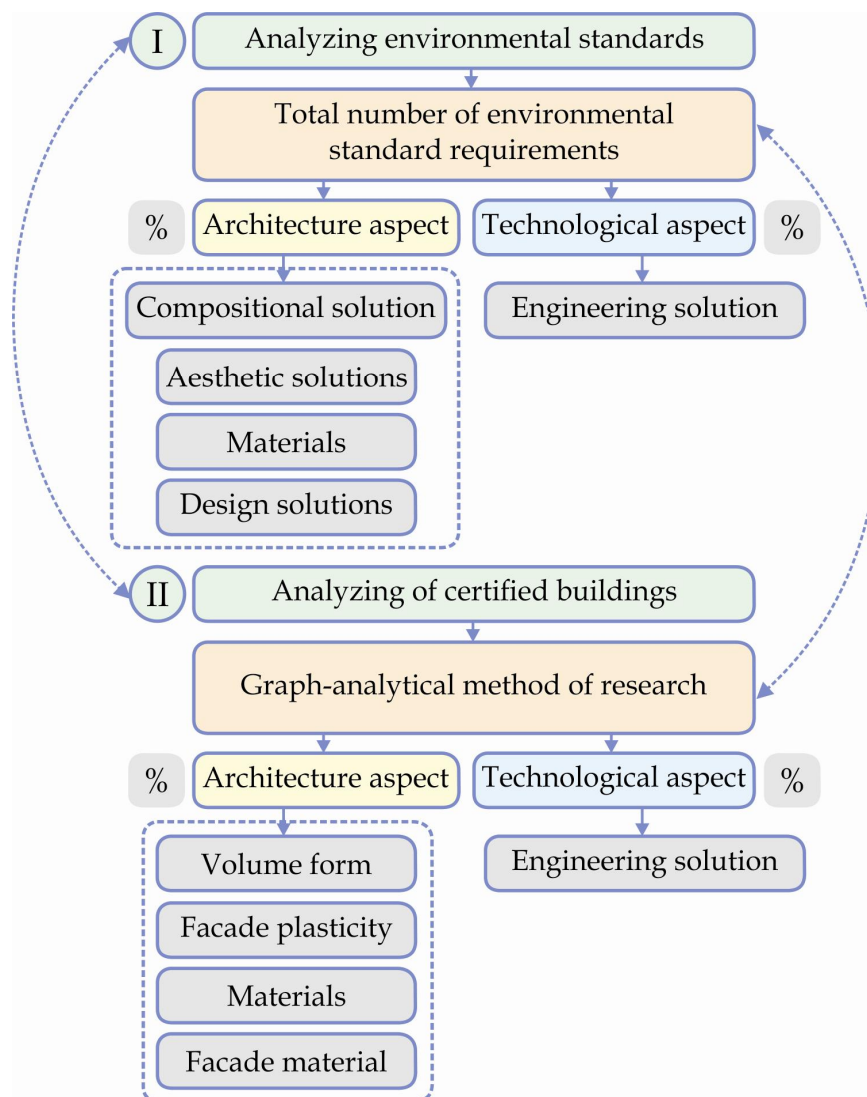 I
Analyzing environmental standards
Total number of environmental
standard requirements
% Architecture aspect Technological aspect %
Compositional solution Engineering solution
Aesthetic solutions
Materials
Design solutions
II
Analyzing of certified buildings
Graph-analytical method of research
% Architecture aspect Technological aspect %
Volume form Engineering solution
Facade plasticity
Materials
Facade material